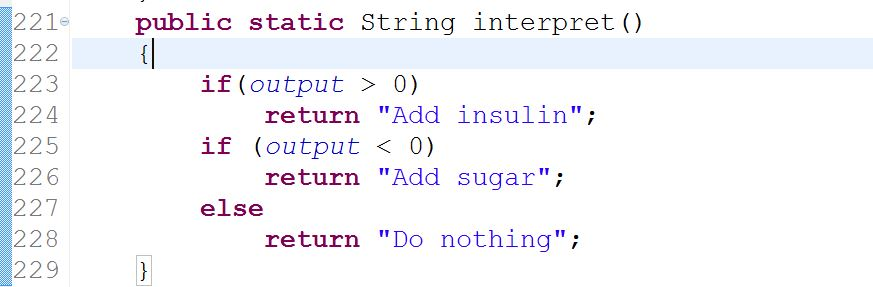 221 public static String interpret()
222 {
223 if(output > 0)
224 return "Add insulin";
225 if (output < 0)
226 return "Add sugar";
227 else
228 return "Do nothing";
229 }